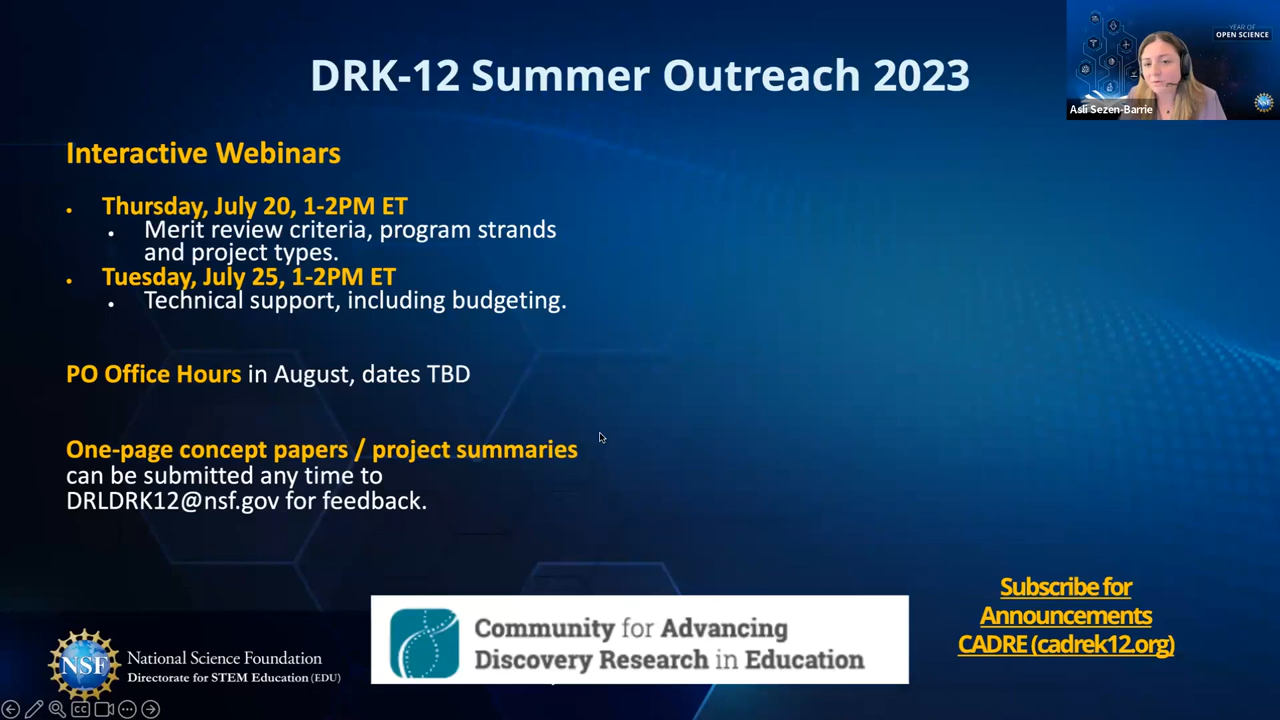 DRK-12 Summer Outreach 2023
YEAR OF
OPEN SCIENCE
Asli Sezen-Barrie
Interactive Webinars
• Thursday, July 20, 1-2PM ET
• Merit review criteria, program strands
and project types.
• Tuesday, July 25, 1-2PM ET
• Technical support, including budgeting.
PO Office Hours in August, dates TBD
One-page concept papers / project summaries
can be submitted any time to
DRLDRK12@nsf.gov for feedback.
Subscribe for
Announcements
CADRE (cadrek12.org)
Community for Advancing
Discovery Research in Education
NSF
National Science Foundation
Directorate for STEM Education (EDU)
CC